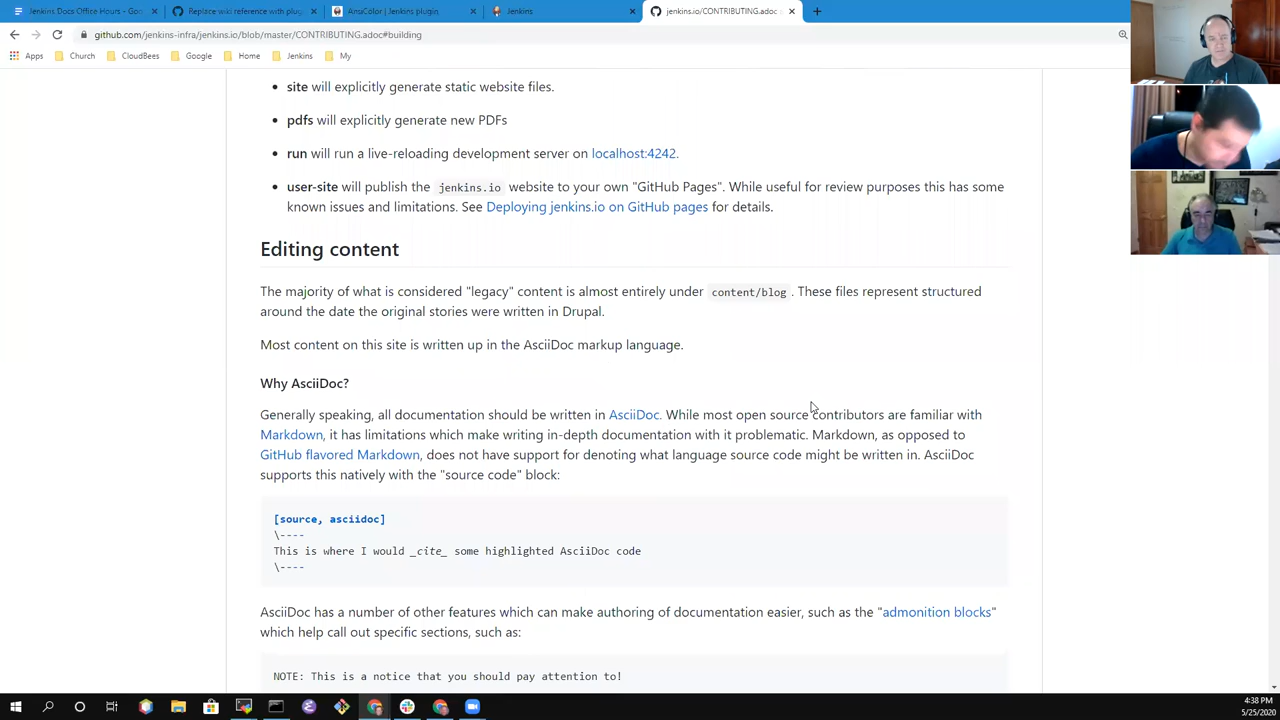 Jenkins Docs Office Hours - Goo
Replace wiki reference with plug
AnsiColor | Jenkins plugin
Jenkins
jenkins.io/CONTRIBUTING.adoc
github.com/jenkins-infra/jenkins.io/blob/master/CONTRIBUTING.adoc#building
Apps
Church
CloudBees
Google
Home
Jenkins
My
site will explicitly generate static website files.
pdfs will explicitly generate new PDFs
run will run a live-reloading development server on localhost:4242.
user-site will publish the jenkins.io website to your own "GitHub Pages". While useful for review purposes this has some
known issues and limitations. See Deploying jenkins.io on GitHub pages for details.
Editing content
The majority of what is considered "legacy" content is almost entirely under content/blog. These files represent structured
around the date the original stories were written in Drupal.
Most content on this site is written up in the AsciiDoc markup language.
Why AsciiDoc?
Generally speaking, all documentation should be written in AsciiDoc. While most open source contributors are familiar with
Markdown, it has limitations which make writing in-depth documentation with it problematic. Markdown, as opposed to
GitHub flavored Markdown, does not have support for denoting what language source code might be written in. AsciiDoc
supports this natively with the "source code" block:
[source, asciidoc]
\----
This is where I would _cite_ some highlighted AsciiDoc code
\----
AsciiDoc has a number of other features which can make authoring of documentation easier, such as the "admonition blocks"
which help call out specific sections, such as:
NOTE: This is a notice that you should pay attention to!
4:38 PM
5/25/2020